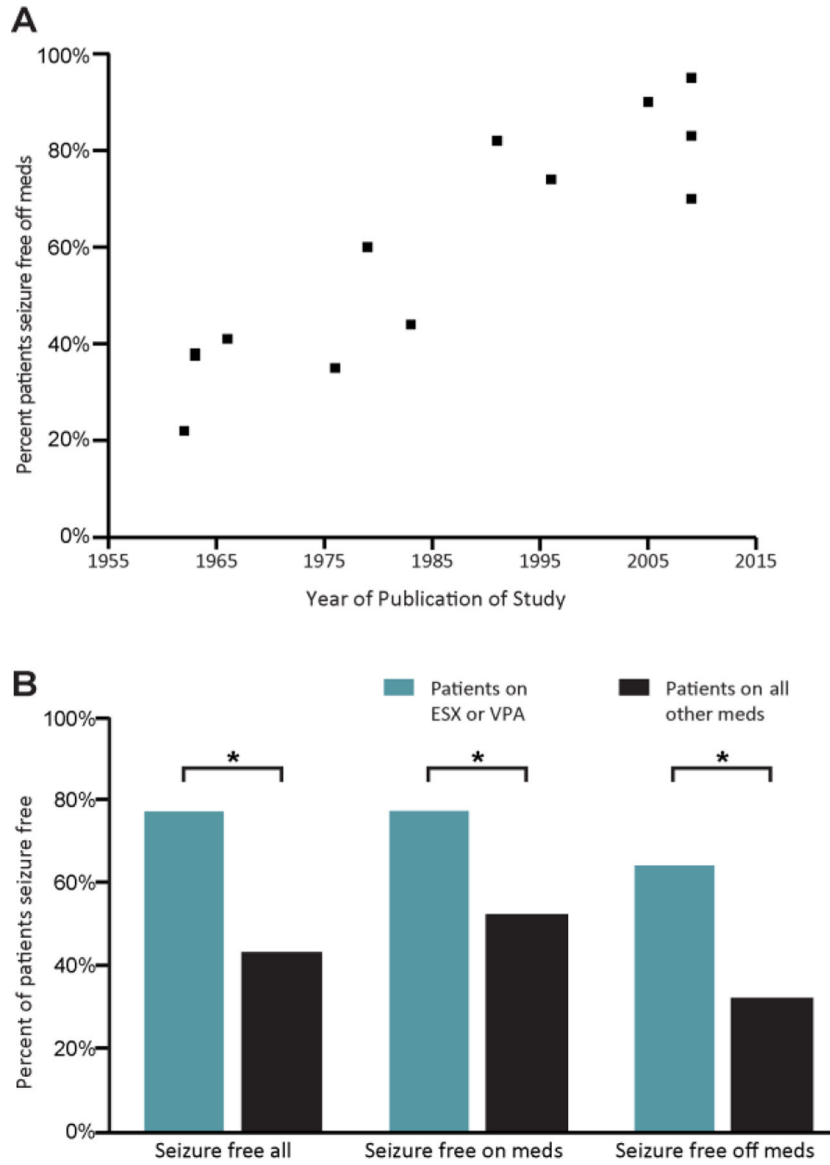 A
100%
80%
60%
40%
20%
0%
Percent patients seizure free off meds
1955 1965 1975 1985 1995 2005 2015
Year of Publication of Study
B
Patients on
ESX or VPA
Patients on all
other meds
100%
80%
60%
40%
20%
0%
Percent of patients seizure free
* * *
Seizure free all Seizure free on meds Seizure free off meds